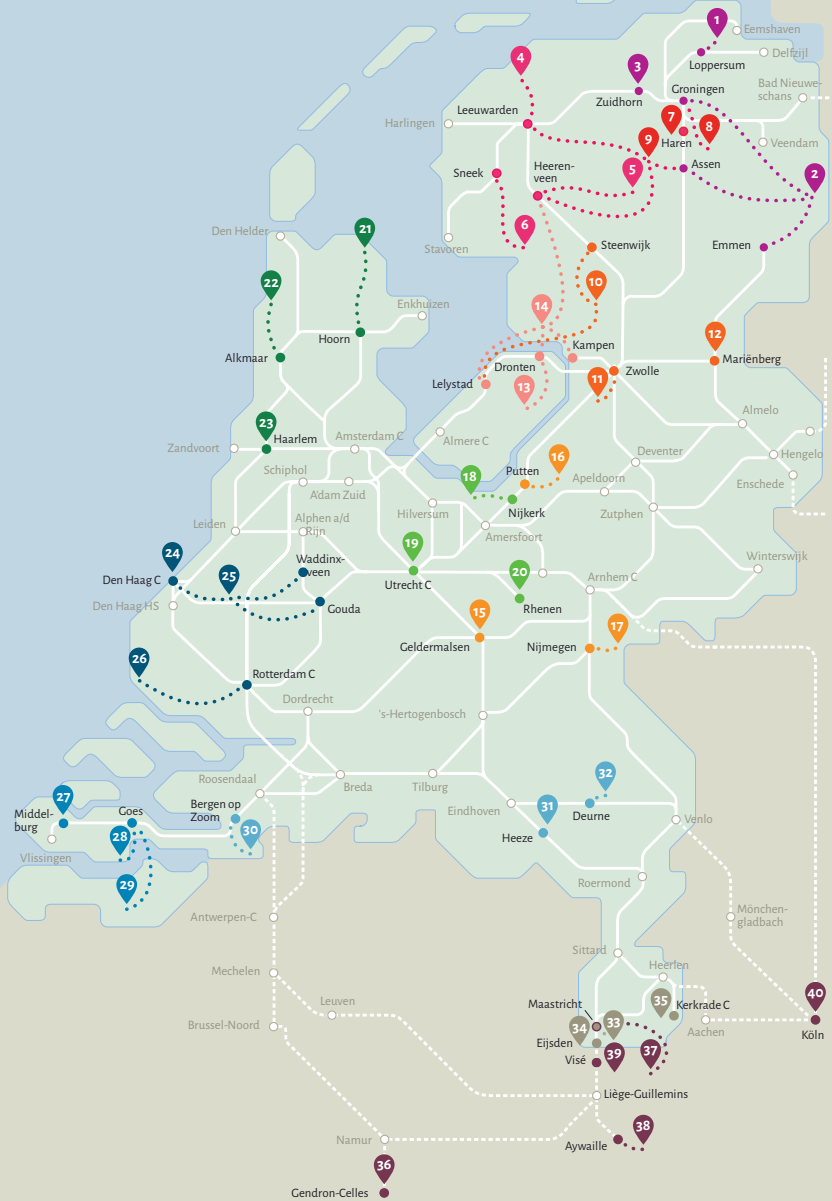 1
Eemshaven
4
Loppersum
Delfzijl
3
Zuidhorn
Groningen
Bad Nieuwe-
schans
Leeuwarden
Harlingen
7
8
9
Haren
Veendam
Sneek
Heeren-
veen
5
Assen
2
6
Stavoren
Den Helder
21
Steenwijk
Emmen
22
10
Enkhuizen
14
Hoorn
Alkmaar
Kampen
12
Mariënberg
Dronten
Lelystad
13
11
Zwolle
23
Haarlem
Zandvoort
Amsterdam C
Almere C
Almelo
Hengelo
Enschede
Schiphol
A'dam Zuid
18
Putten
16
Deventer
Apeldoorn
Nijkerk
Zutphen
Leiden
Alphen a/d
Rijn
Hilversum
Amersfoort
24
Den Haag C
25
Waddinx-
veen
19
Utrecht C
20
Rhenen
Arnhem C
Winterswijk
Den Haag HS
Gouda
15
Geldermalsen
17
Nijmegen
26
Rotterdam C
Dordrecht
's-Hertogenbosch
Roosendaal
Breda
Tilburg
27
Middel-
burg
Goes
28
Bergen op
Zoom
30
Vlissingen
29
Eindhoven
31
32
Deurne
Heeze
Venlo
Roermond
Antwerpen-C
Mönchen-
gladbach
Mechelen
Sittard
Heerlen
Leuven
Brussel-Noord
Maastricht
35
Kerkrade C
Aachen
40
Köln
34
33
Eijsden
Visé
39
37
Liège-Guillemins
Namur
36
Aywaille
38
Gendron-Celles